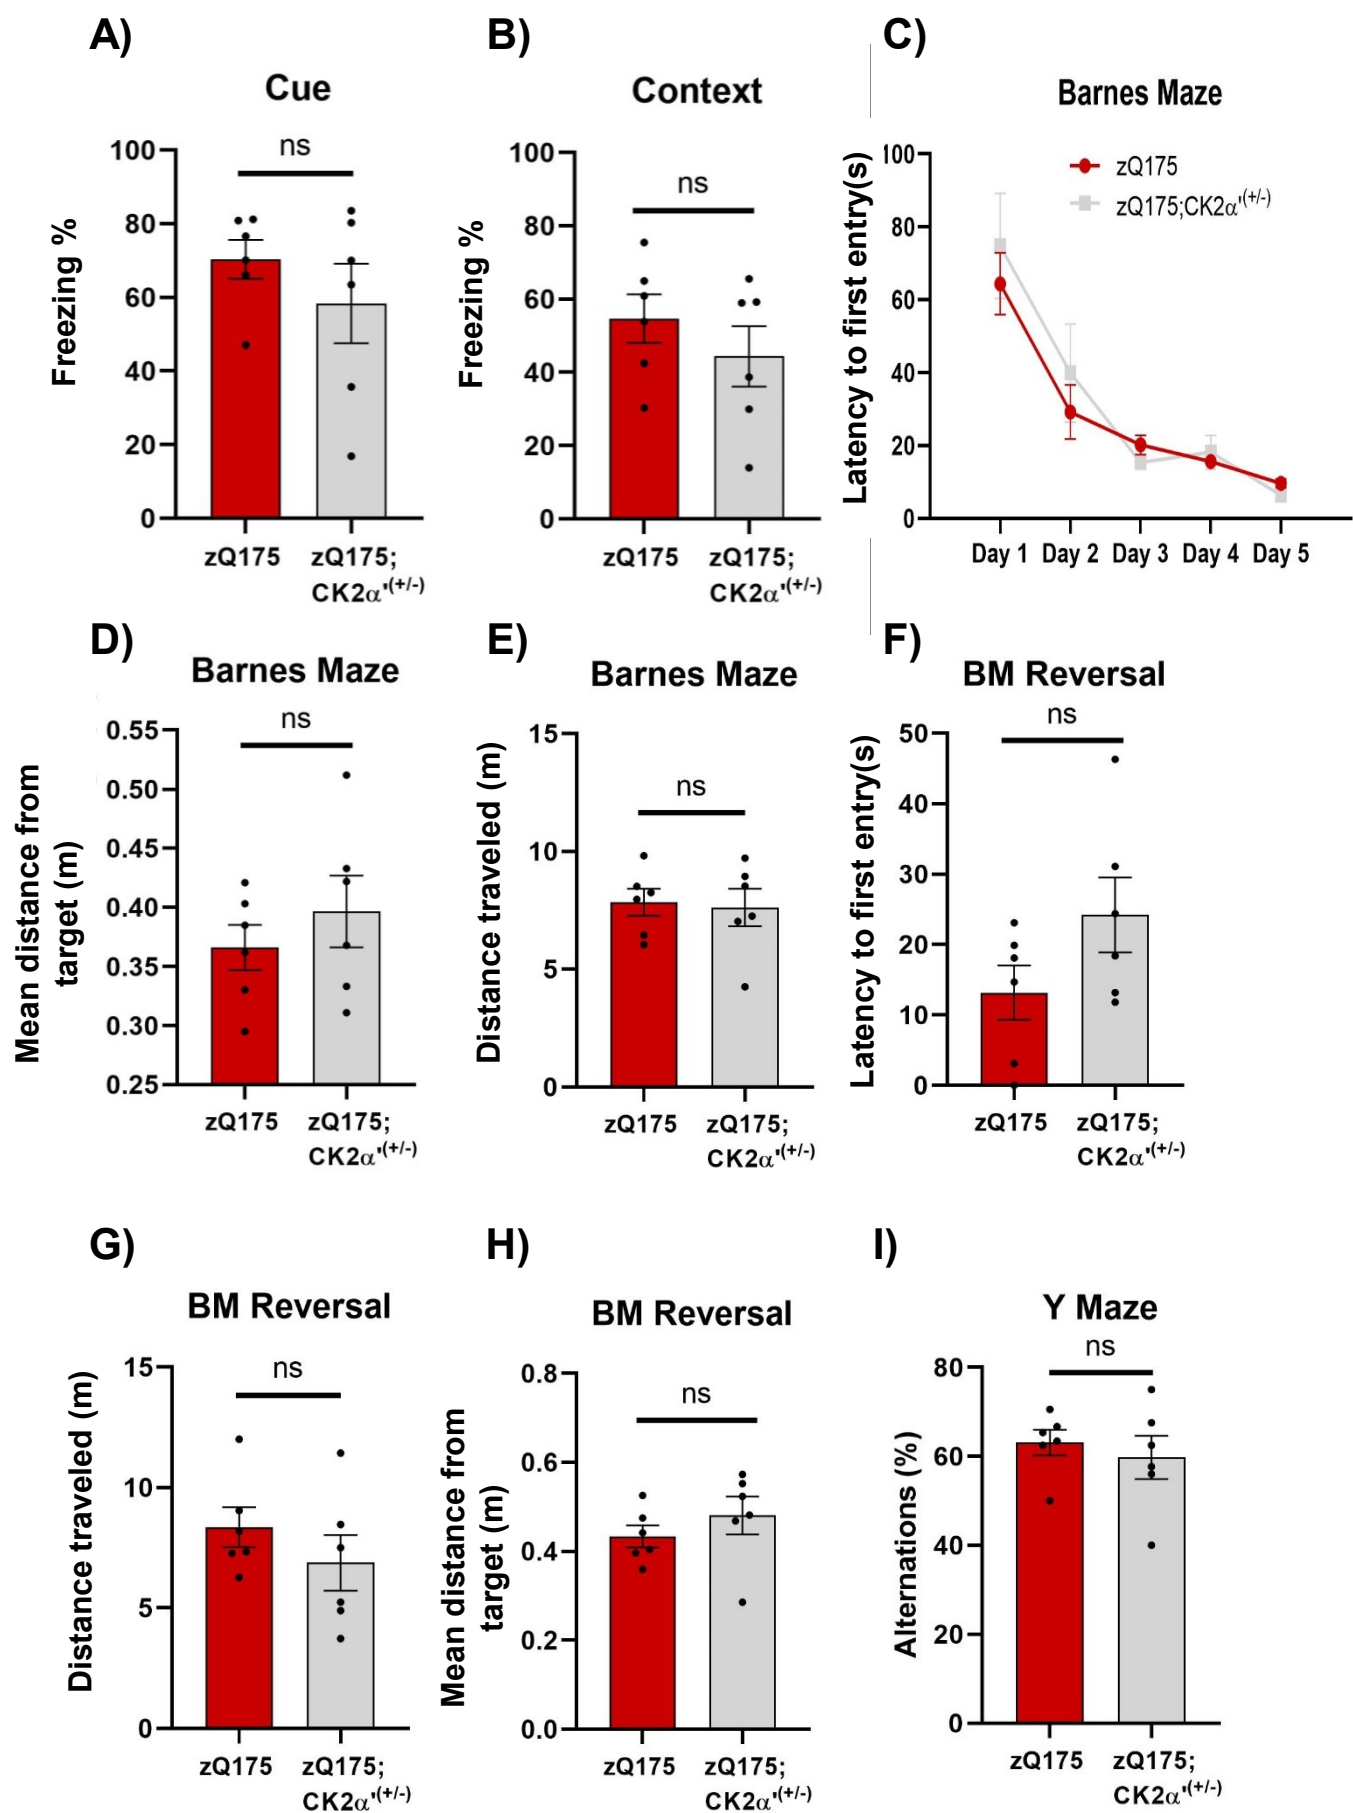 A)
Cue
ns
Freezing %
100
80
60
40
20
0
zQ175
zQ175;
CK2α'(+/-)
B)
Context
ns
Freezing %
100
80
60
40
20
0
zQ175
zQ175;
CK2α'(+/-)
C)
Barnes Maze
zQ175
zQ175;CK2α'(+/-)
Latency to first entry(s)
100
80
60
40
20
0
Day 1 Day 2 Day 3 Day 4 Day 5
D)
Barnes Maze
ns
Mean distance from
target (m)
0.55
0.50
0.45
0.40
0.35
0.30
0.25
zQ175
zQ175;
CK2α'(+/-)
E)
Barnes Maze
ns
Distance traveled (m)
15
10
5
0
zQ175
zQ175;
CK2α'(+/-)
F)
BM Reversal
ns
Latency to first entry(s)
50
40
30
20
10
0
zQ175
zQ175;
CK2α'(+/-)
G)
BM Reversal
ns
Distance traveled (m)
15
10
5
0
zQ175
zQ175;
CK2α'(+/-)
H)
BM Reversal
ns
Mean distance from
target (m)
0.8
0.6
0.4
0.2
0.0
zQ175
zQ175;
CK2α'(+/-)
I)
Y Maze
ns
Alternations (%)
80
60
40
20
0
zQ175
zQ175;
CK2α'(+/-)